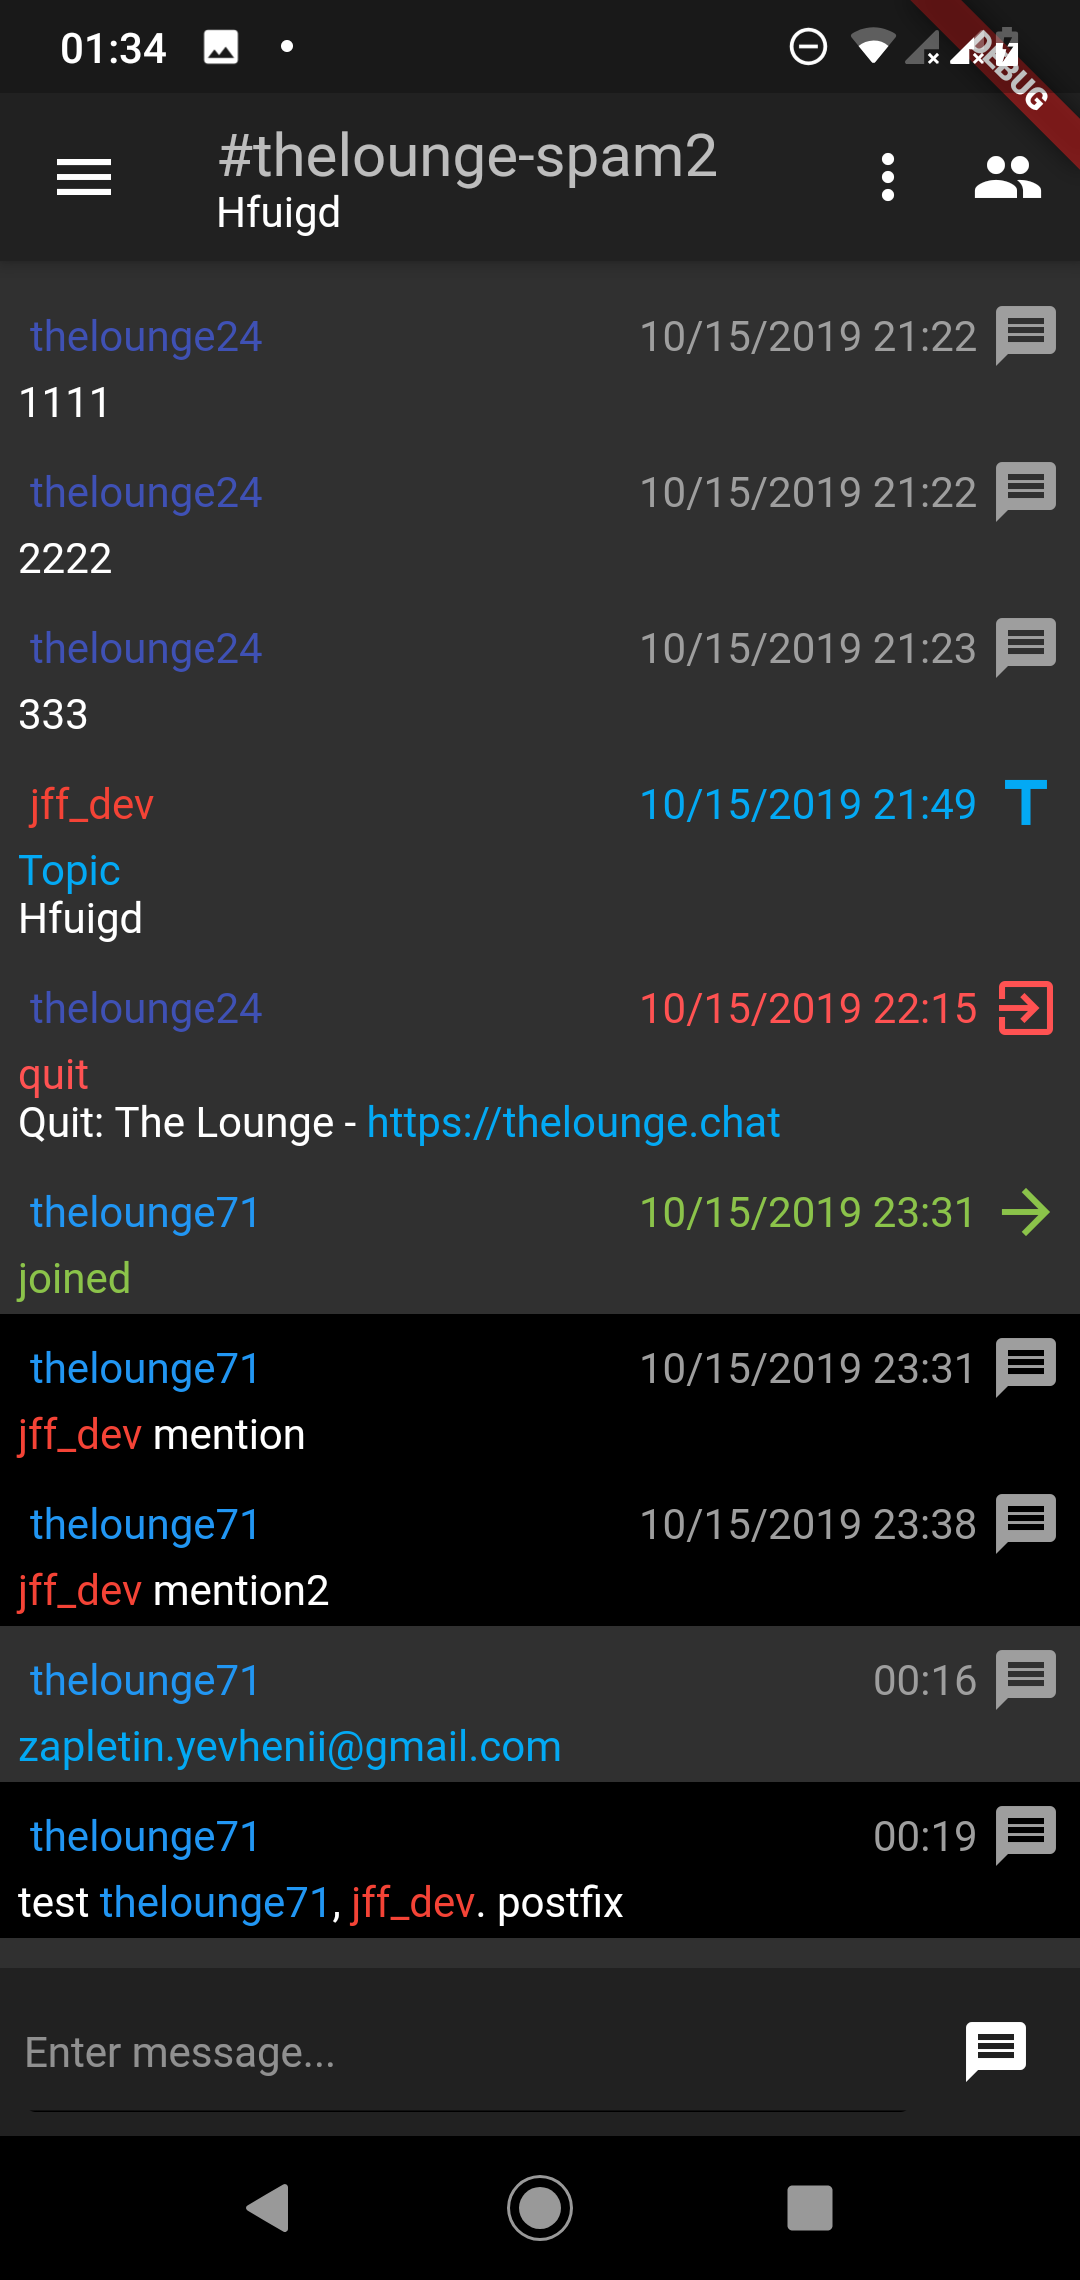 01:34
DEBUG
#thelounge-spam2
Hfuigd
thelounge24 10/15/2019 21:22
1111
thelounge24 10/15/2019 21:22
2222
thelounge24 10/15/2019 21:23
333
jff_dev 10/15/2019 21:49 T
Topic
Hfuigd
thelounge24 10/15/2019 22:15
quit
Quit: The Lounge - https://thelounge.chat
thelounge71 10/15/2019 23:31
joined
thelounge71 10/15/2019 23:31
jff_dev mention
thelounge71 10/15/2019 23:38
jff_dev mention2
thelounge71 00:16
zapletin.yevhenii@gmail.com
thelounge71 00:19
test thelounge71, jff_dev. postfix
Enter message...